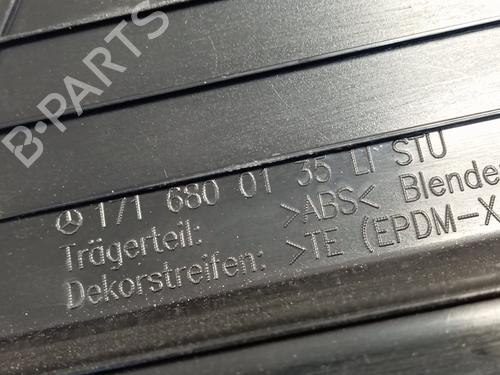 B-PARTS
171 680 01 35 LI STU
Trägerteil: >ABS< Blende
Dekorstreifen: >TE (EPDM-X